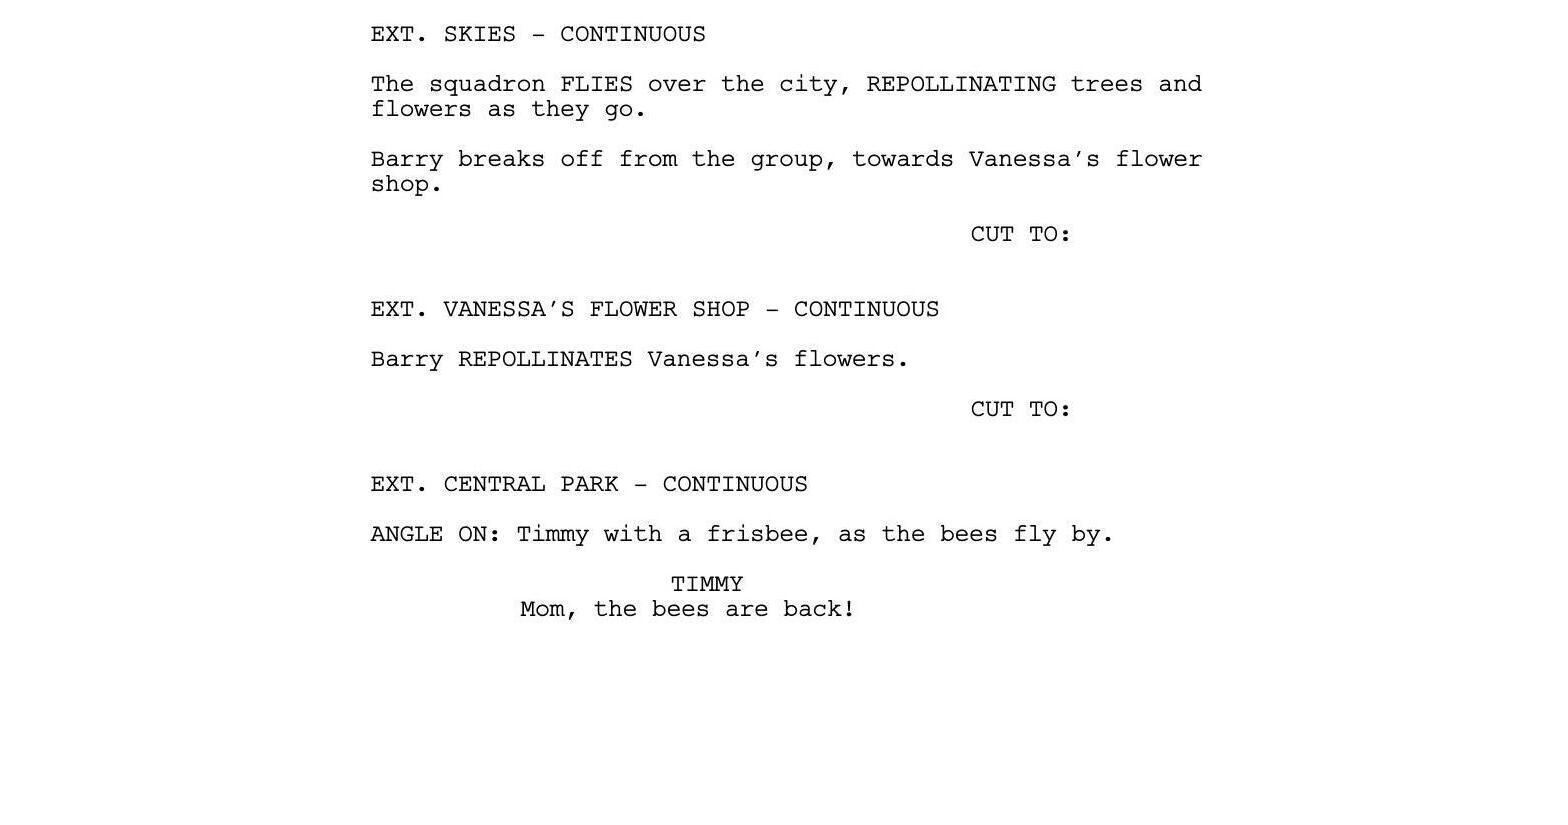 EXT. SKIES – CONTINUOUS
The squadron FLIES over the city, REPOLLINATING trees and
flowers as they go.
Barry breaks off from the group, towards Vanessa’s flower
shop.
CUT TO:
EXT. VANESSA’S FLOWER SHOP – CONTINUOUS
Barry REPOLLINATES Vanessa’s flowers.
CUT TO:
EXT. CENTRAL PARK – CONTINUOUS
ANGLE ON: Timmy with a frisbee, as the bees fly by.
TIMMY
Mom, the bees are back!